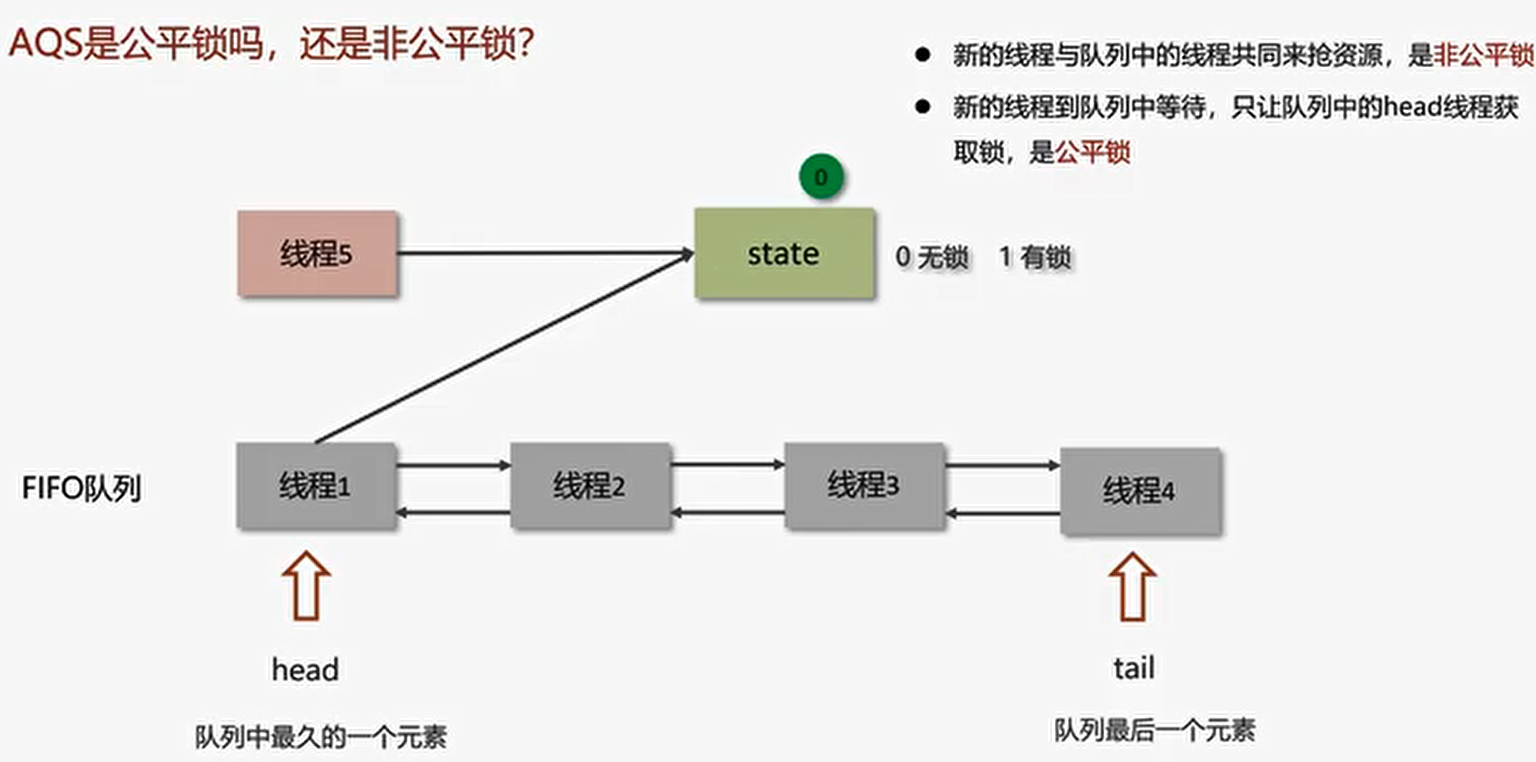 AQS是公平锁吗，还是非公平锁？
● 新的线程与队列中的线程共同来抢资源，是非公平锁
● 新的线程到队列中等待，只让队列中的head线程获
取锁，是公平锁
0
线程5
state
0 无锁 1 有锁
FIFO队列
线程1
线程2
线程3
线程4
head
tail
队列中最久的一个元素
队列最后一个元素